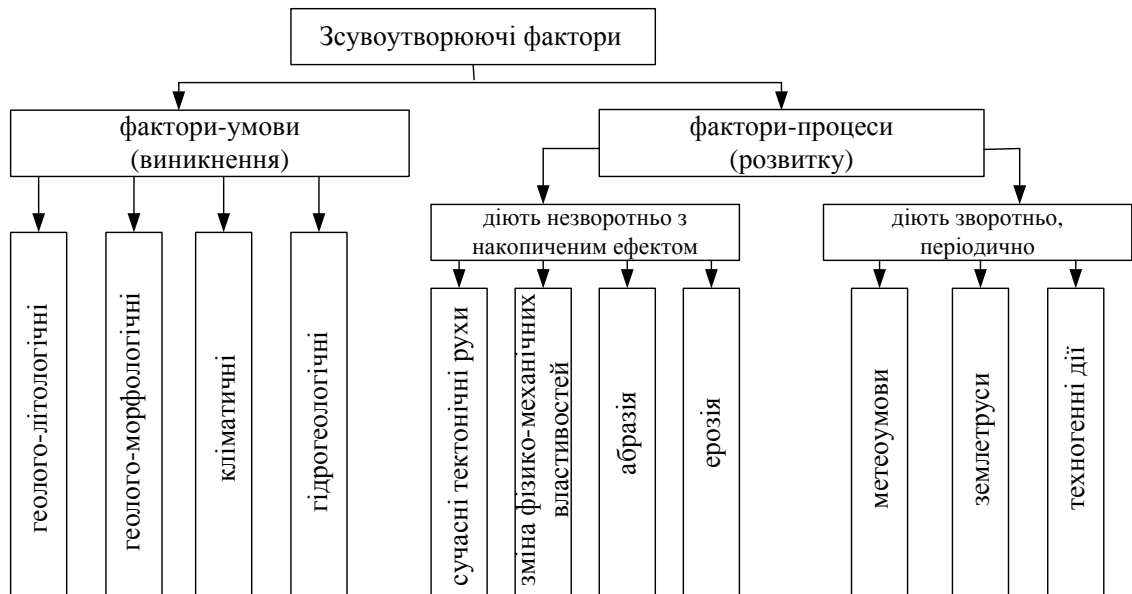 Зсувоутворюючі фактори
фактори-умови
(виникнення)
фактори-процеси
(розвитку)
діють незворотньо з
накопиченим ефектом
діють зворотньо,
періодично
геолого-літологічні
геолого-морфологічні
кліматичні
гідрогеологічні
сучасні тектонічні рухи
зміна фізико-механічних
властивостей
абразія
ерозія
метеоумови
землетруси
техногенні дії